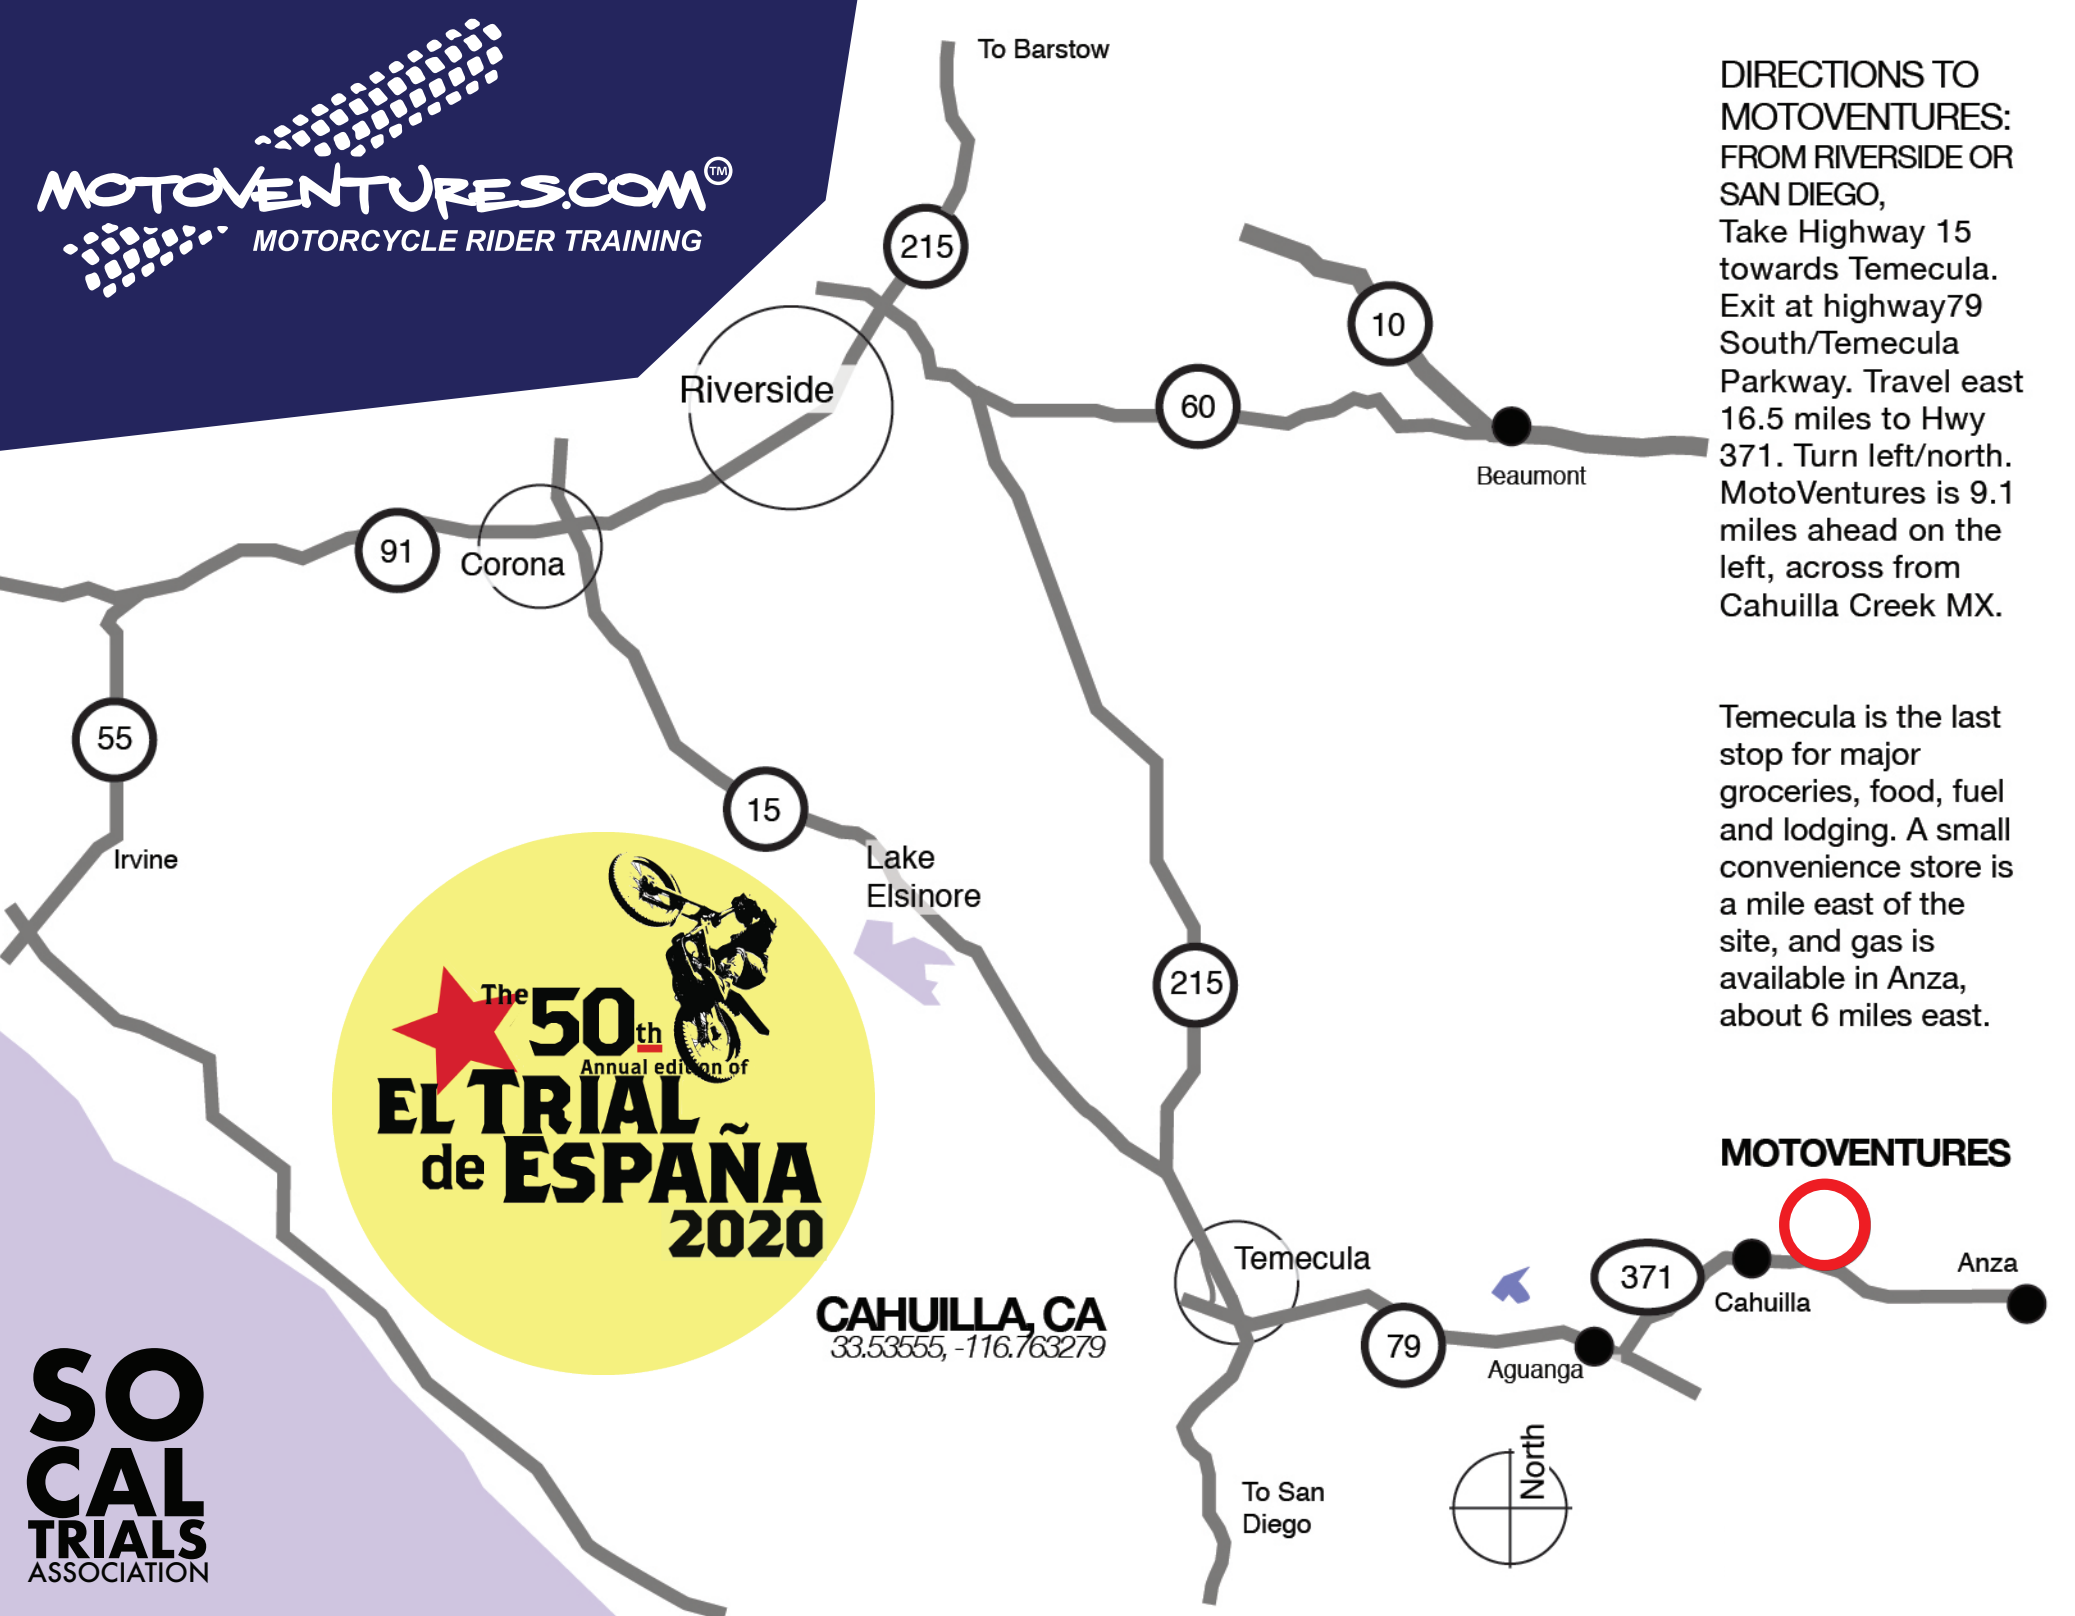 MOTOVENTURES.COM™
MOTORCYCLE RIDER TRAINING
To Barstow
215
10
60
Riverside
Beaumont
91
Corona
55
Irvine
15
Lake
Elsinore
215
The 50th
Annual edition of
EL TRIAL
de ESPAÑA
2020
CAHUILLA, CA
33.53555, -116.763279
Temecula
79
Aguanga
371
Cahuilla
Anza
MOTOVENTURES
To San
Diego
North
SO
CAL
TRIALS
ASSOCIATION
DIRECTIONS TO
MOTOVENTURES:
FROM RIVERSIDE OR
SAN DIEGO,
Take Highway 15
towards Temecula.
Exit at highway79
South/Temecula
Parkway. Travel east
16.5 miles to Hwy
371. Turn left/north.
MotoVentures is 9.1
miles ahead on the
left, across from
Cahuilla Creek MX.
Temecula is the last
stop for major
groceries, food, fuel
and lodging. A small
convenience store is
a mile east of the
site, and gas is
available in Anza,
about 6 miles east.